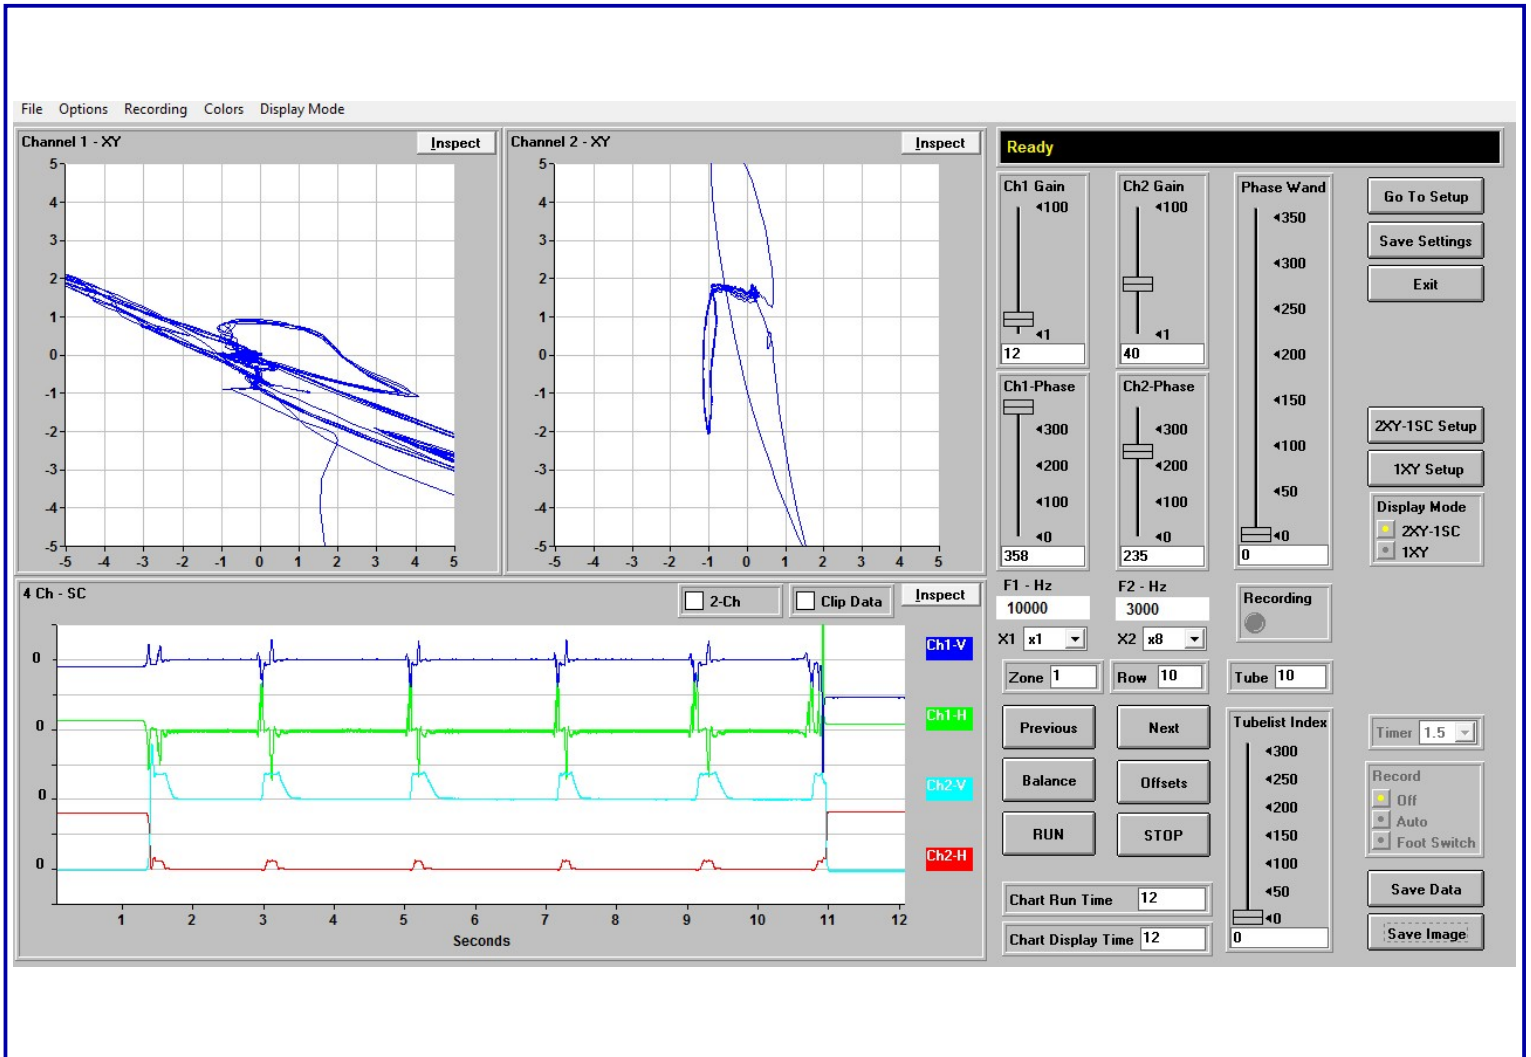 File Options Recording Colors Display Mode
Channel 1 - XY
Inspect
5
4
3
2
1
0
-1
-2
-3
-4
-5
-5 -4 -3 -2 -1 0 1 2 3 4 5
Channel 2 - XY
Inspect
5
4
3
2
1
0
-1
-2
-3
-4
-5
-5 -4 -3 -2 -1 0 1 2 3 4 5
4 Ch - SC
2-Ch
Clip Data
Inspect
0
0
0
0
Ch1-V
Ch1-H
Ch2-V
Ch2-H
1 2 3 4 5 6 7 8 9 10 11 12
Seconds
Ready
Ch1 Gain
100
1
12
Ch2 Gain
100
1
40
Phase Wand
350
300
250
200
150
100
50
0
0
Ch1-Phase
300
200
100
0
358
Ch2-Phase
300
200
100
0
235
Go To Setup
Save Settings
Exit
2XY-1SC Setup
1XY Setup
Display Mode
2XY-1SC
1XY
F1 - Hz
10000
F2 - Hz
3000
Recording
X1 x1
X2 x8
Zone 1
Row 10
Tube 10
Previous
Next
Balance
Offsets
RUN
STOP
Tubelist Index
300
250
200
150
100
50
0
0
Timer 1.5
Record
Off
Auto
Foot Switch
Chart Run Time 12
Chart Display Time 12
Save Data
Save Image